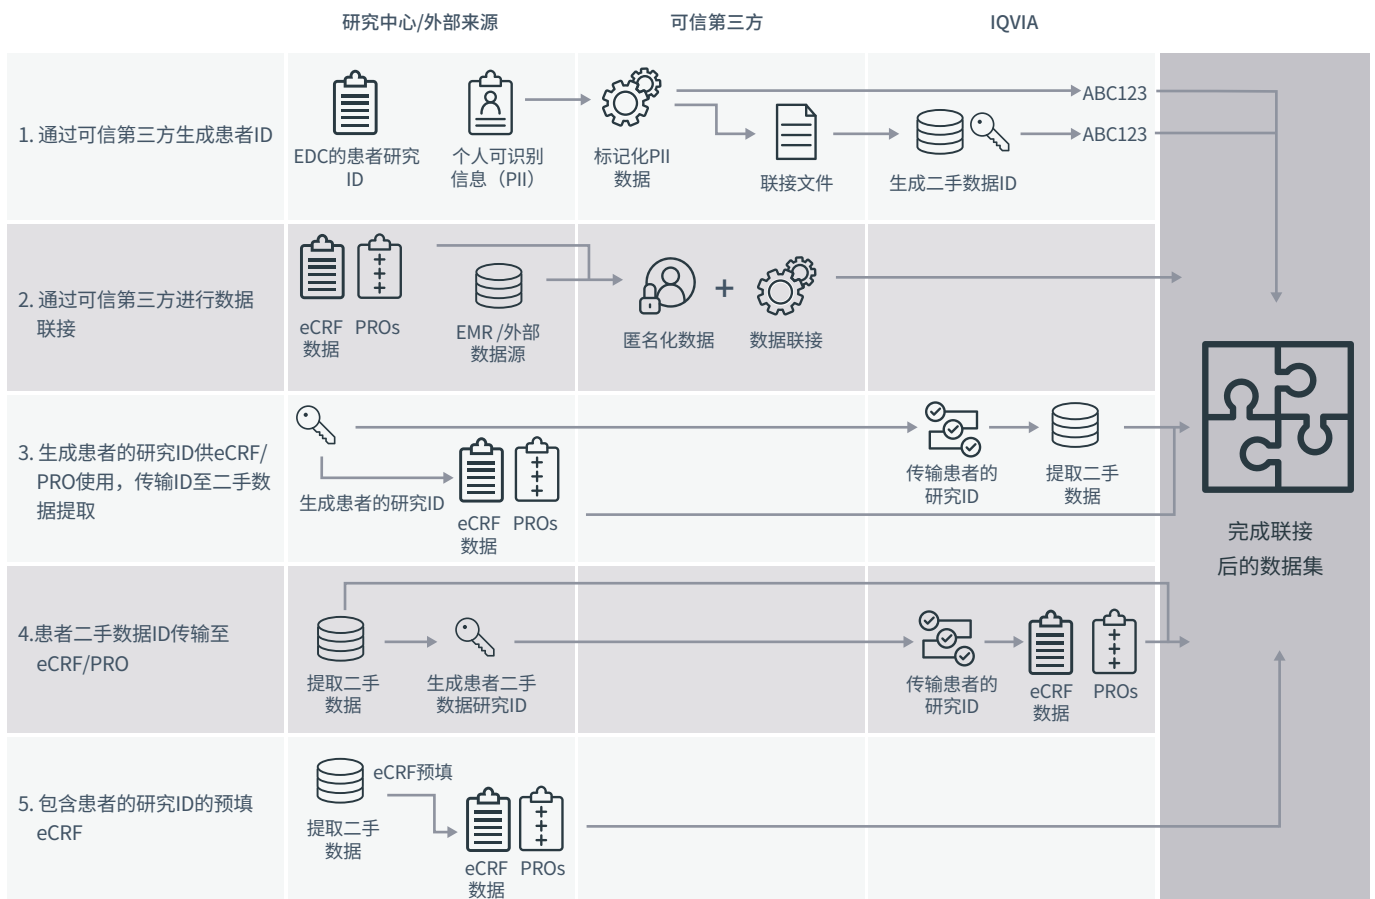 研究中心/外部来源
可信第三方
IQVIA
1. 通过可信第三方生成患者ID
EDC的患者研究
ID
个人可识别
信息（PII）
标记化PII
数据
联接文件
生成二手数据ID
ABC123
ABC123
2. 通过可信第三方进行数据
联接
eCRF
数据
PROs
EMR /外部
数据源
匿名化数据
+
数据联接
3. 生成患者的研究ID供eCRF/
PRO使用，传输ID至二手数
据提取
生成患者的研究ID
eCRF
数据
PROs
传输患者的
研究ID
提取二手
数据
完成联接
后的数据集
4.患者二手数据ID传输至
eCRF/PRO
提取二手
数据
生成患者二手
数据研究ID
传输患者的
研究ID
eCRF
数据
PROs
5. 包含患者的研究ID的预填
eCRF
提取二手
数据
eCRF预填
eCRF
数据
PROs